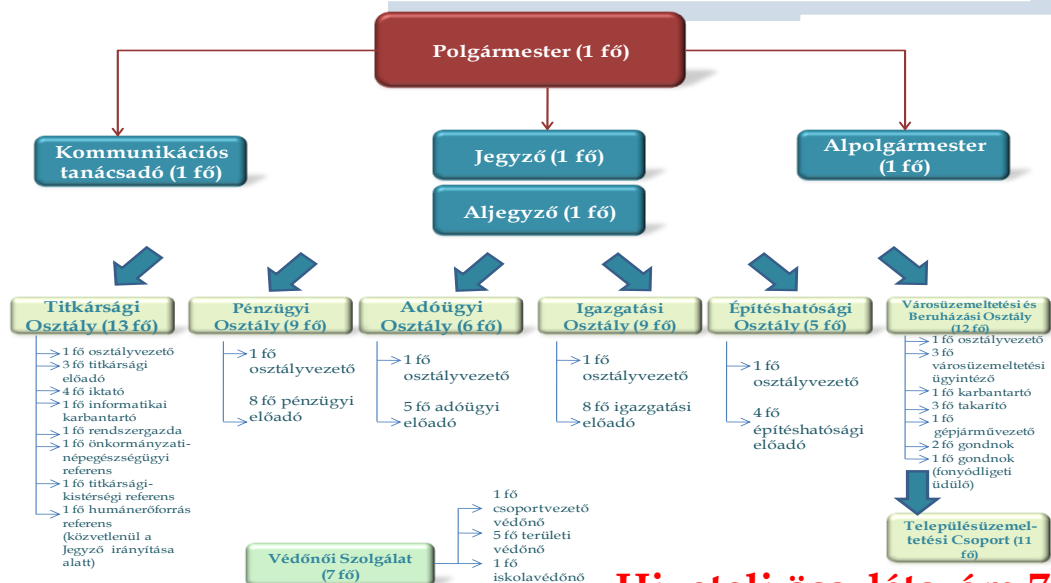 Polgármester (1 fő)
Kommunikációs
tanácsadó (1 fő)
Jegyző (1 fő)
Aljegyző (1 fő)
Alpolgármester
(1 fő)
Titkársági
Osztály (13 fő)
1 fő osztályvezető
3 fő titkársági
előadó
4 fő iktató
1 fő informatikai
karbantartó
1 fő rendszergazda
1 fő önkormányzati-
népegészségügyi
referens
1 fő titkársági-
kistérségi referens
1 fő humánerőforrás
referens
(közvetlenül a
Jegyző irányítása
alatt)
Pénzügyi
Osztály (9 fő)
1 fő
osztályvezető
8 fő pénzügyi
előadó
Adóügyi
Osztály (6 fő)
1 fő
osztályvezető
5 fő adóügyi
előadó
Igazgatási
Osztály (9 fő)
1 fő
osztályvezető
8 fő igazgatási
előadó
Építéshatósági
Osztály (5 fő)
1 fő
osztályvezető
4 fő
építéshatósági
előadó
Városüzemeltetési és
Beruházási Osztály
(12 fő)
1 fő osztályvezető
3 fő
városüzemeltetési
ügyintéző
1 fő karbantartó
3 fő takarító
1 fő
gépjárművezető
2 fő gondnok
1 fő gondnok
(fonyódligeti
üdülő)
Településüzemel-
tetési Csoport (11
fő)
Védőnői Szolgálat
(7 fő)
1 fő
csoportvezető
védőnő
5 fő területi
védőnő
1 fő
iskolavédőnő